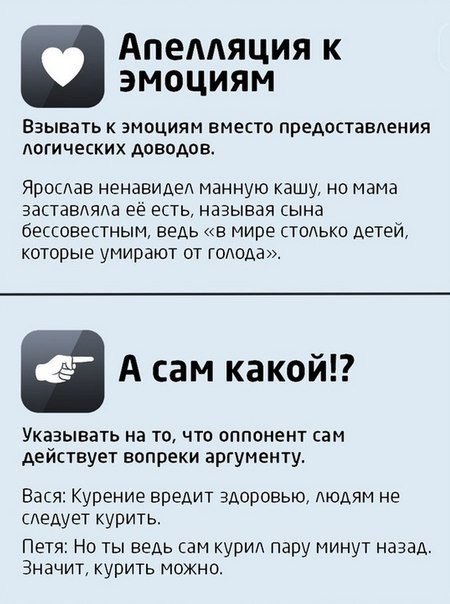 Апелляция к
эмоциям
Взывать к эмоциям вместо предоставления
логических доводов.
Ярослав ненавидел манную кашу, но мама
заставляла её есть, называя сына
бессовестным, ведь «в мире столько детей,
которые умирают от голода».
А сам какой!?
Указывать на то, что оппонент сам
действует вопреки аргументу.
Вася: Курение вредит здоровью, людям не
следует курить.
Петя: Но ты ведь сам курил пару минут назад.
Значит, курить можно.